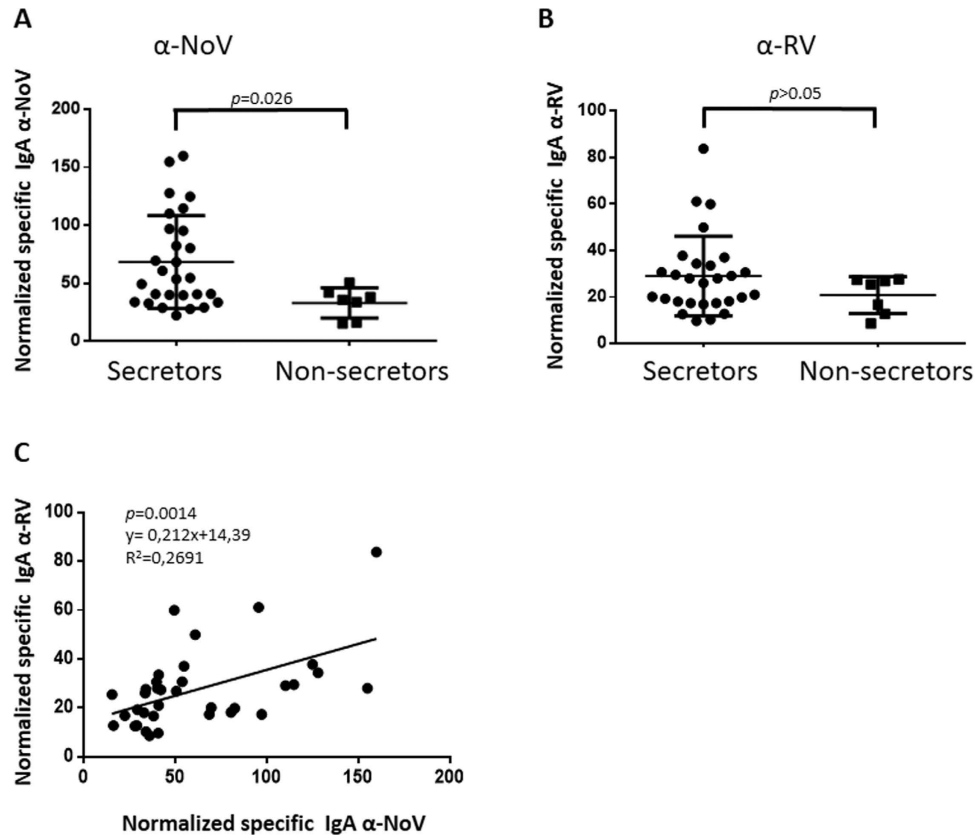 A
α-NoV
Normalized specific IgA α-NoV
200
150
100
50
0
p=0.026
Secretors
Non-secretors
B
α-RV
Normalized specific IgA α-RV
100
80
60
40
20
0
p>0.05
Secretors
Non-secretors
C
Normalized specific IgA α-RV
100
80
60
40
20
0
p=0.0014
y= 0,212x+14,39
R²=0,2691
0
50
100
150
200
Normalized specific IgA α-NoV